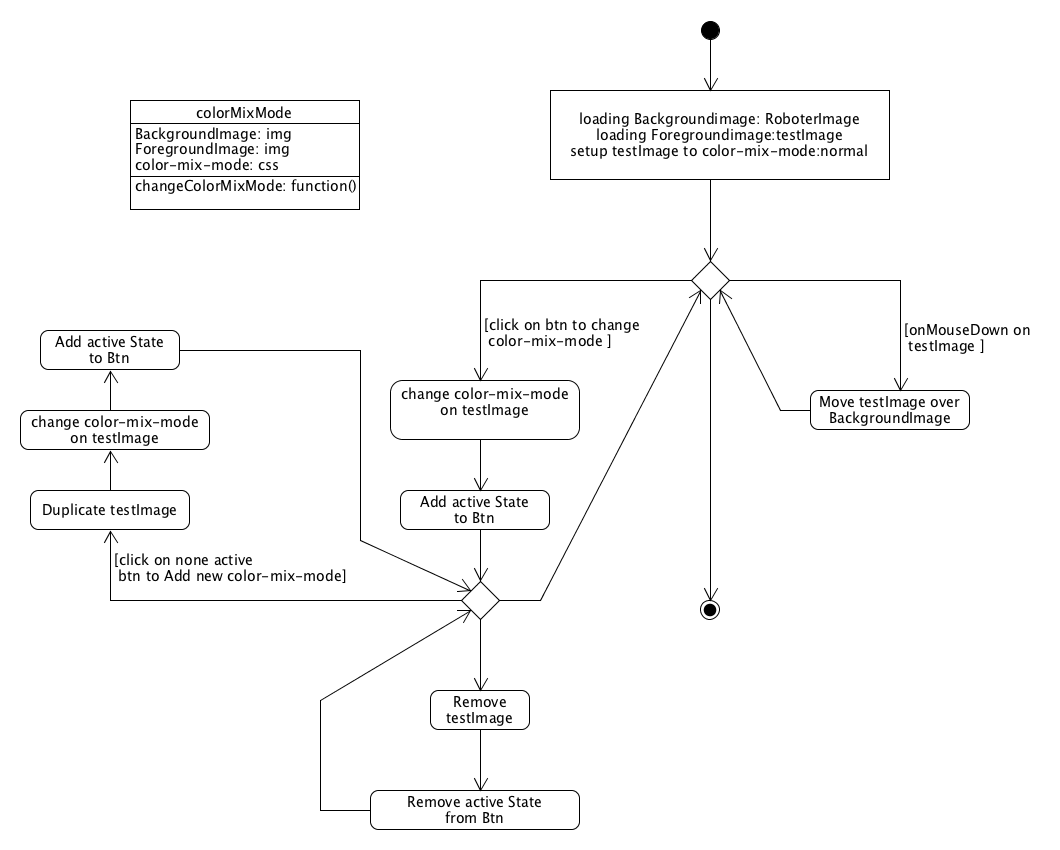 colorMixMode
BackgroundImage: img
ForegroundImage: img
color-mix-mode: css
changeColorMixMode: function()
loading Backgroundimage: RoboterImage
loading Foregroundimage:testImage
setup testImage to color-mix-mode:normal
[click on btn to change
color-mix-mode ]
[onMouseDown on
testImage ]
Add active State
to Btn
change color-mix-mode
on testImage
Move testImage over
BackgroundImage
change color-mix-mode
on testImage
Duplicate testImage
Add active State
to Btn
[click on none active
btn to Add new color-mix-mode]
Remove
testImage
Remove active State
from Btn